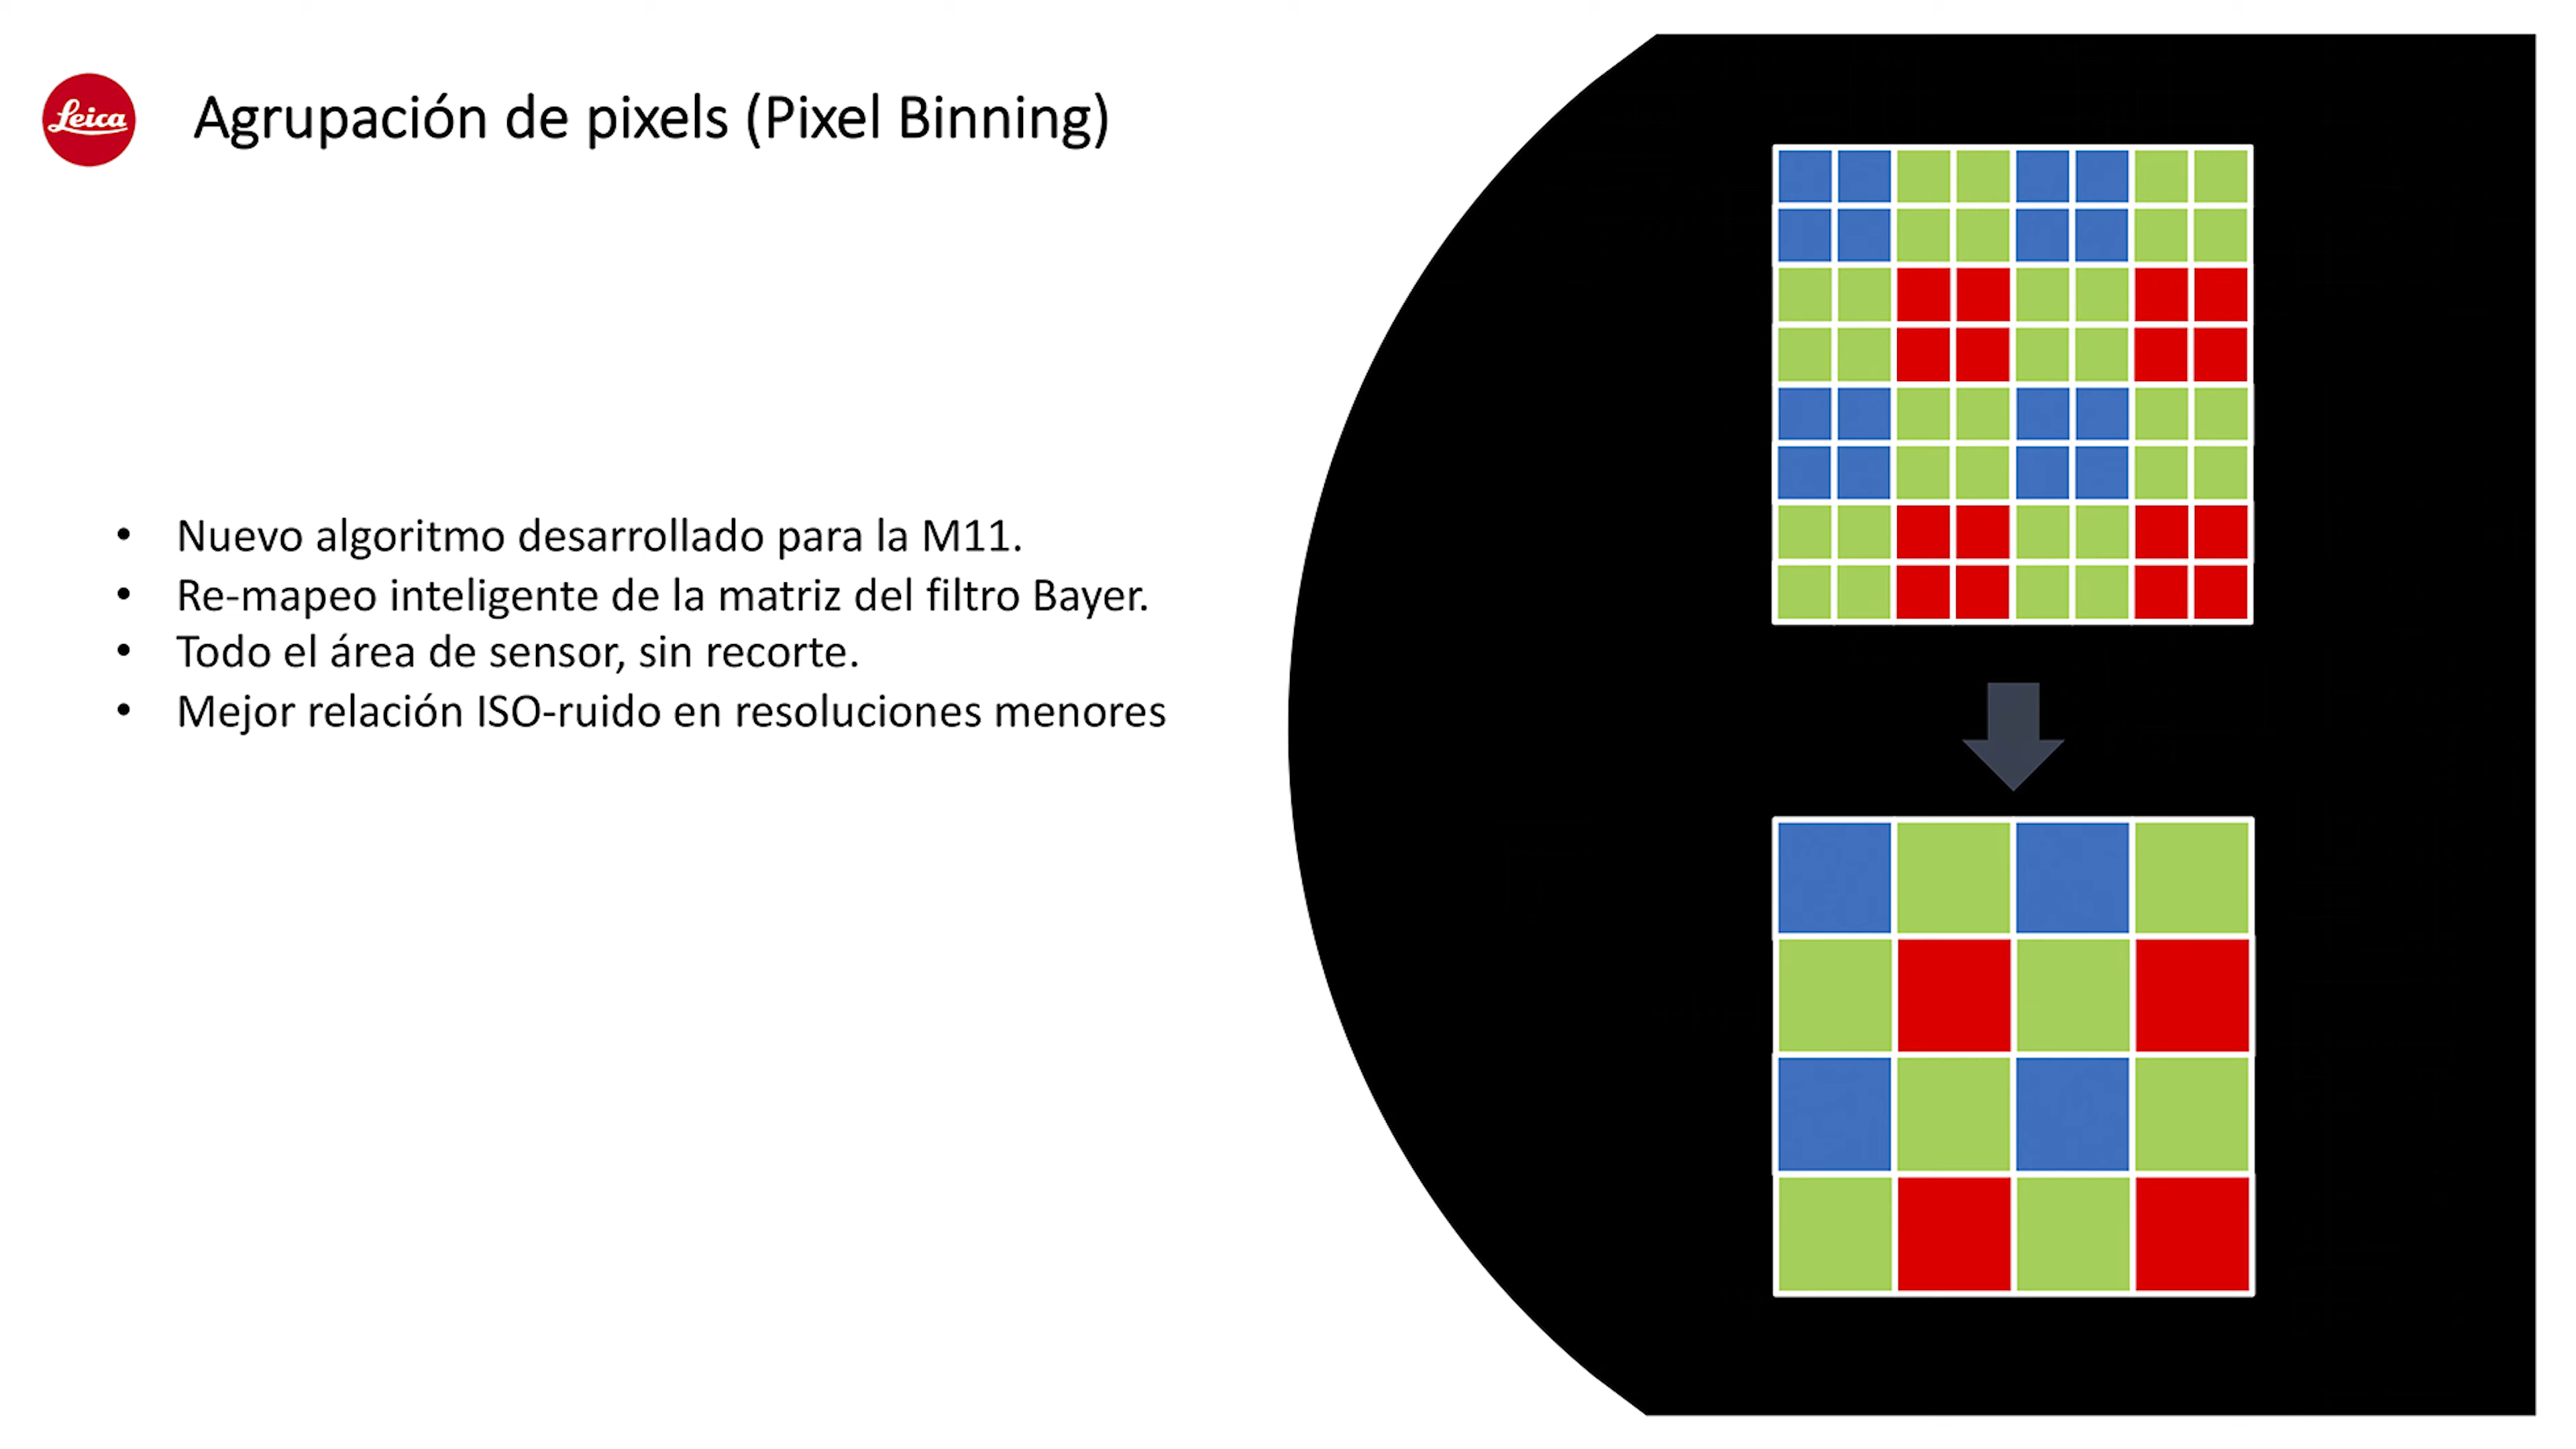 Leica
Agrupación de pixels (Pixel Binning)
• Nuevo algoritmo desarrollado para la M11.
• Re-mapeo inteligente de la matriz del filtro Bayer.
• Todo el área de sensor, sin recorte.
• Mejor relación ISO-ruido en resoluciones menores